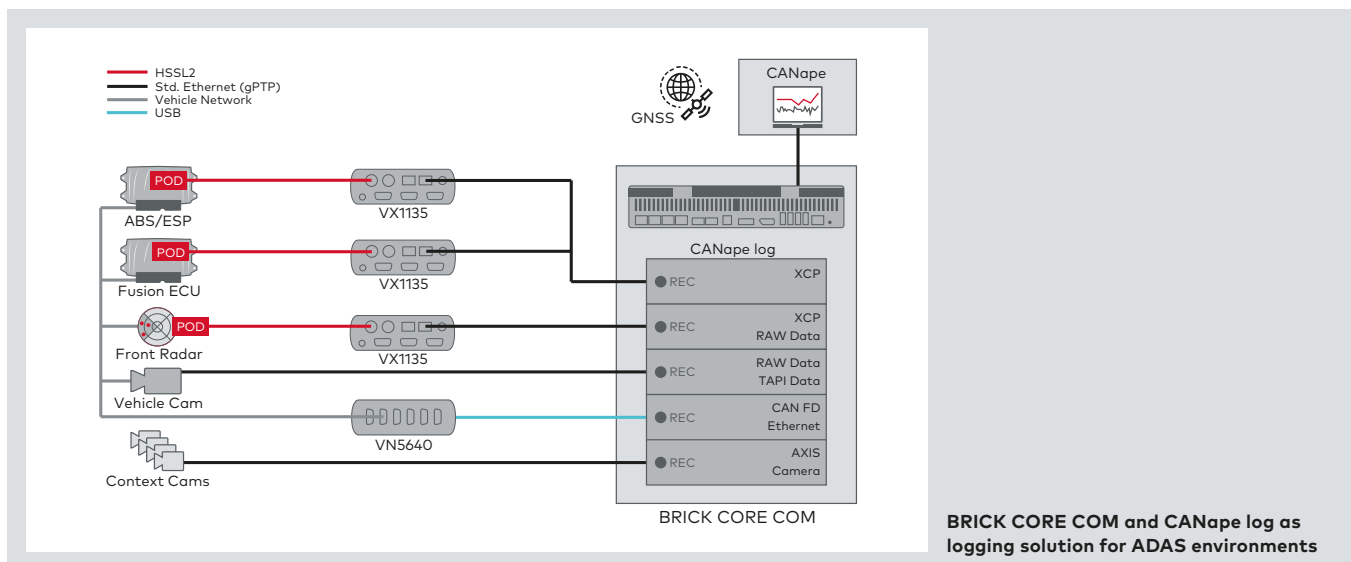 HSSL2
Std. Ethernet (gPTP)
Vehicle Network
USB
GNSS
CANape
POD
ABS/ESP
VX1135
POD
Fusion ECU
VX1135
POD
Front Radar
VX1135
Vehicle Cam
VN5640
Context Cams
CANape log
REC
XCP
REC
XCP
RAW Data
REC
RAW Data
TAPI Data
REC
CAN FD
Ethernet
REC
AXIS
Camera
BRICK CORE COM
BRICK CORE COM and CANape log as
logging solution for ADAS environments